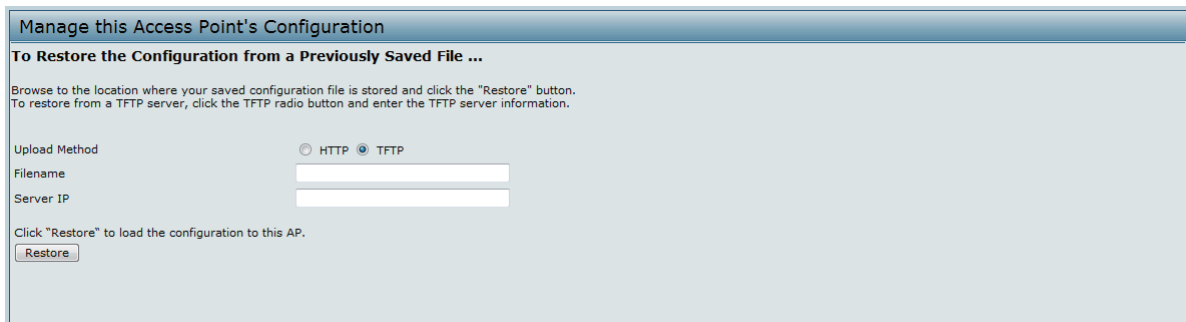 Manage this Access Point's Configuration
To Restore the Configuration from a Previously Saved File ...
Browse to the location where your saved configuration file is stored and click the "Restore" button.
To restore from a TFTP server, click the TFTP radio button and enter the TFTP server information.
Upload Method HTTP TFTP
Filename
Server IP
Click "Restore" to load the configuration to this AP.
Restore